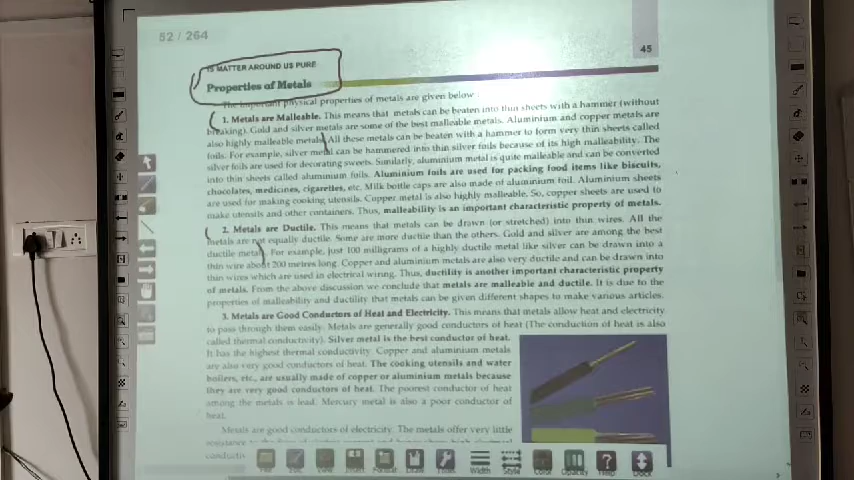 52 / 264
45
IS MATTER AROUND US PURE
Properties of Metals
The important physical properties of metals are given below
1. Metals are Malleable. This means that metals can be beaten into thin sheets with a hammer (without
breaking). Gold and silver metals are some of the best malleable metals. Aluminium and copper metals are
also highly malleable metals. All these metals can be beaten with a hammer to form very thin sheets called
foils. For example, silver metal can be hammered into thin silver foils because of its high malleability. The
silver foils are used for decorating sweets. Similarly, aluminium metal is quite malleable and can be converted
into thin sheets called aluminium foils. Aluminium foils are used for packing food items like biscuits,
chocolates, medicines, cigarettes, etc. Milk bottle caps are also made of aluminium foil. Aluminium sheets
are used for making cooking utensils. Copper metal is also highly malleable. So, copper sheets are used to
make utensils and other containers. Thus, malleability is an important characteristic property of metals.
2. Metals are Ductile. This means that metals can be drawn (or stretched) into thin wires. All the
metals are not equally ductile. Some are more ductile than the others. Gold and silver are among the best
ductile metals. For example, just 100 milligrams of a highly ductile metal like silver can be drawn into a
thin wire about 200 metres long. Copper and aluminium metals are also very ductile and can be drawn into
thin wires which are used in electrical wiring. Thus, ductility is another important characteristic property
of metals. From the above discussion we conclude that metals are malleable and ductile. It is due to the
properties of malleability and ductility that metals can be given different shapes to make various articles.
3. Metals are Good Conductors of Heat and Electricity. This means that metals allow heat and electricity
to pass through them easily. Metals are generally good conductors of heat (The conduction of heat is also
called thermal conductivity). Silver metal is the best conductor of heat.
It has the highest thermal conductivity. Copper and aluminium metals
are also very good conductors of heat. The cooking utensils and water
boilers, etc., are usually made of copper or aluminium metals because
they are very good conductors of heat. The poorest conductor of heat
among the metals is lead. Mercury metal is also a poor conductor of
heat.
Metals are good conductors of electricity. The metals offer very little
resistance to the flow of
Width Style Color Opacity Help Dock